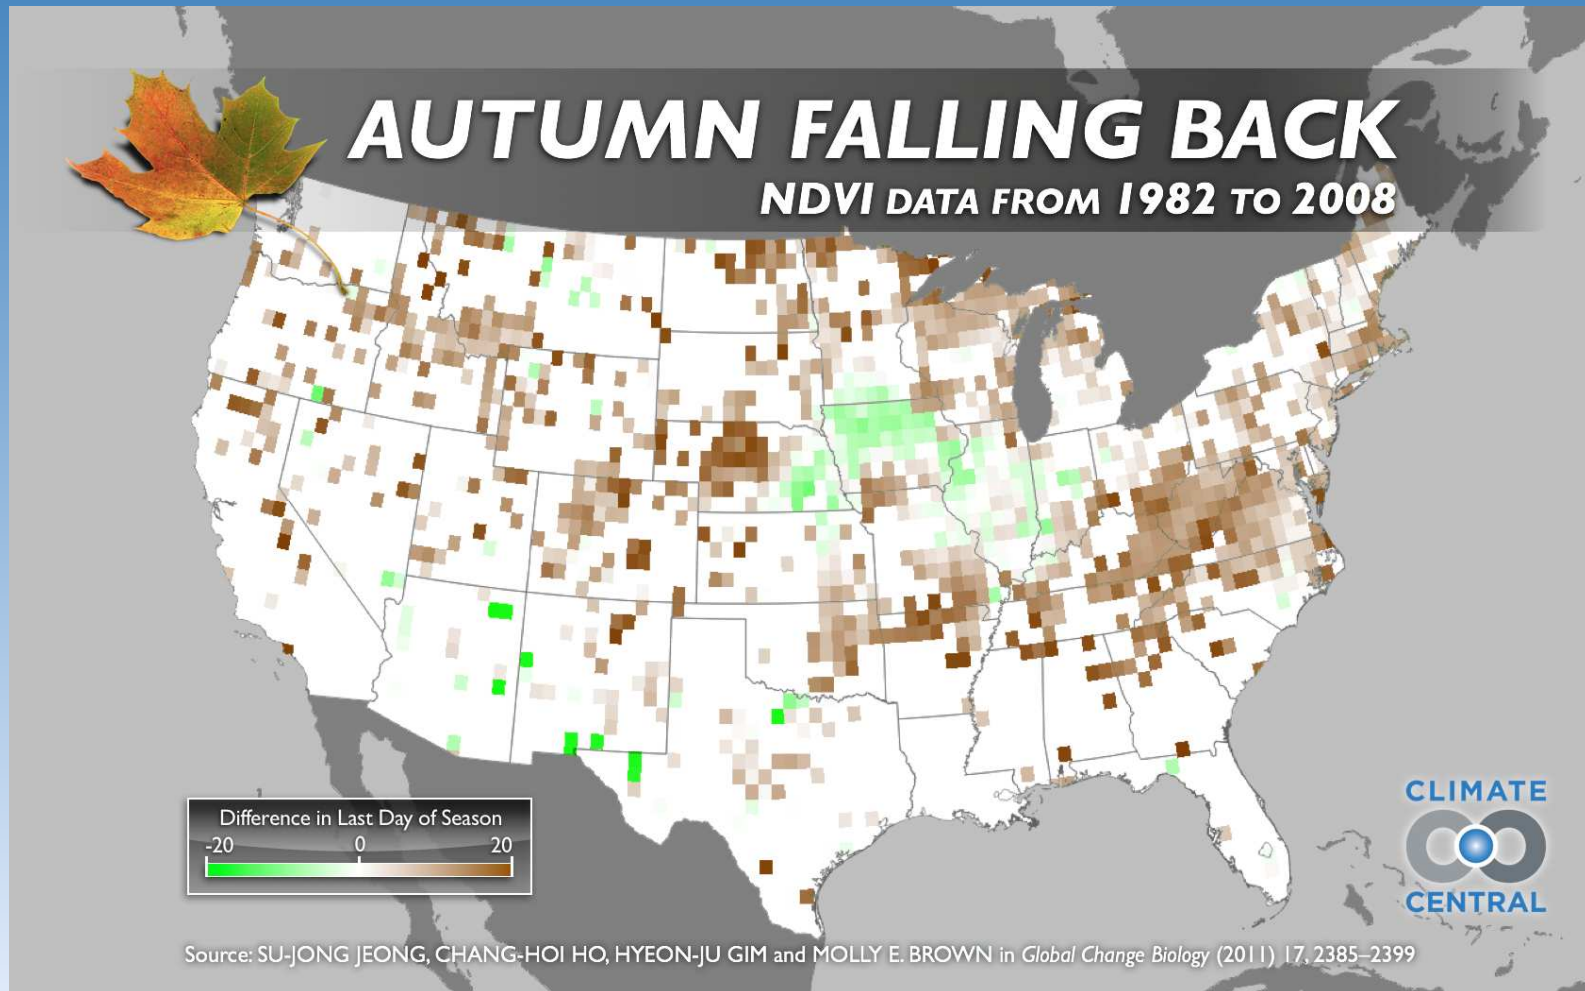 AUTUMN FALLING BACK
NDVI DATA FROM 1982 TO 2008
Difference in Last Day of Season
-20 0 20
CLIMATE
CENTRAL
Source: SU-JONG JEONG, CHANG-HOI HO, HYEON-JU GIM and MOLLY E. BROWN in Global Change Biology (2011) 17, 2385–2399